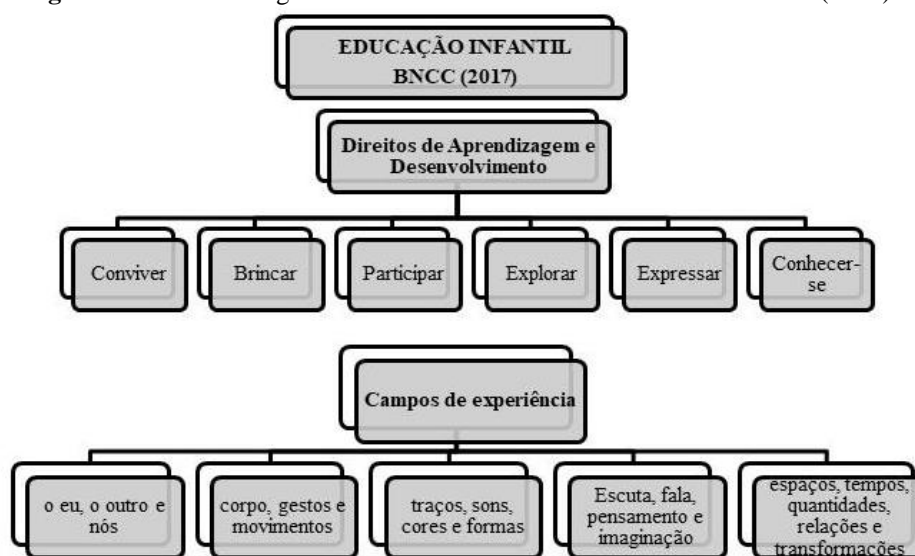 EDUCAÇÃO INFANTIL
BNCC (2017)
Direitos de Aprendizagem e
Desenvolvimento
Conviver
Brincar
Participar
Explorar
Expressar
Conhecer-
se
Campos de experiência
o eu, o outro e
nós
corpo, gestos e
movimentos
traços, sons,
cores e formas
Escuta, fala,
pensamento e
imaginação
espaços, tempos,
quantidades,
relações e
transformações